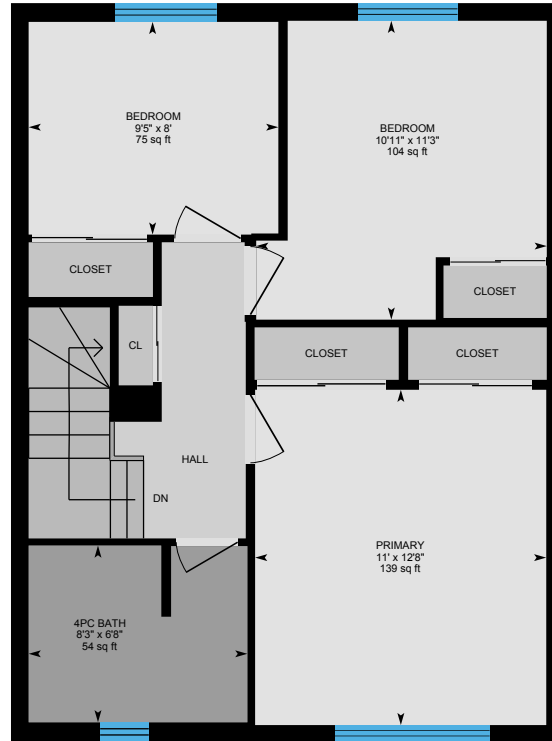 BEDROOM
9'5" x 8'
75 sq ft
BEDROOM
10'11" x 11'3"
104 sq ft
CLOSET
CLOSET
CL
CLOSET
CLOSET
HALL
DN
PRIMARY
11' x 12'8"
139 sq ft
4PC BATH
8'3" x 6'8"
54 sq ft